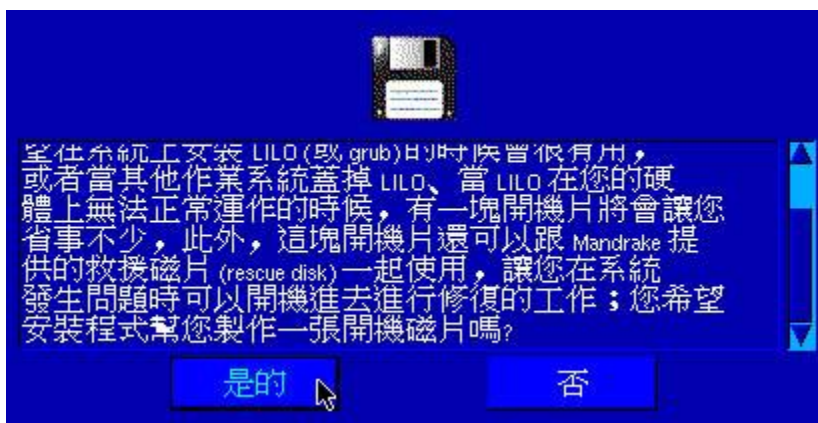 望在系統上安裝 LILO (或 grub)的時候會很有用，
或者當其他作業系統蓋掉 LILO、當 LILO 在您的硬
體上無法正常運作的時候，有一塊開機片將會讓您
省事不少，此外，這塊開機片還可以跟 Mandrake 提
供的救援磁片 (rescue disk) 一起使用，讓您在系統
發生問題時可以開機進去進行修復的工作；您希望
安裝程式幫您製作一張開機磁片嗎?
是的
否